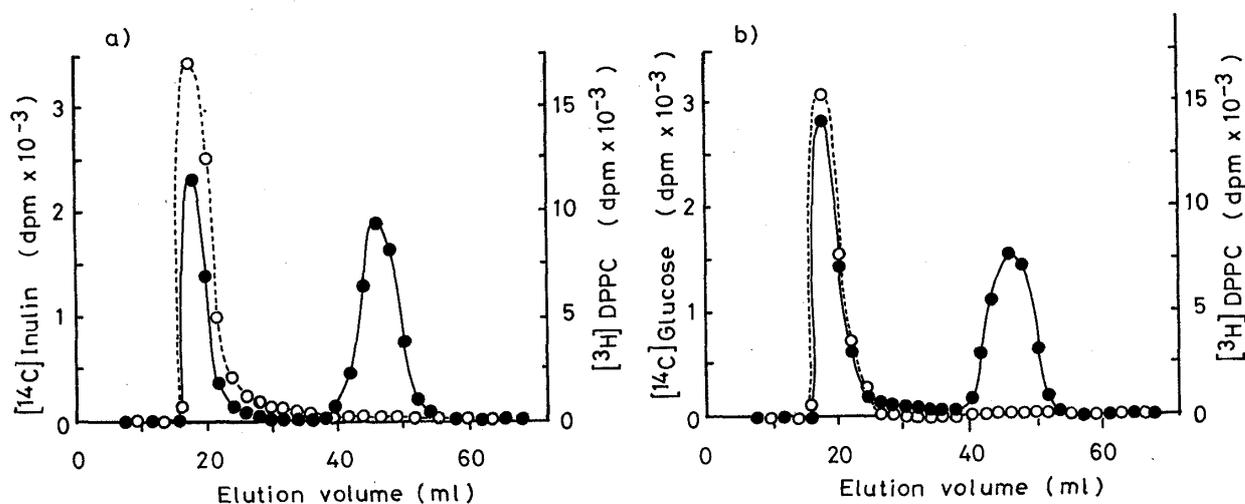 a)
[14C] Inulin (dpm x 10-3)
3
2
1
0
15
10
5
0
[3H] DPPC (dpm x 10-3)
0 20 40 60
Elution volume (ml)
b)
[14C] Glucose (dpm x 10-3)
3
2
1
0
15
10
5
0
[3H] DPPC (dpm x 10-3)
0 20 40 60
Elution volume (ml)